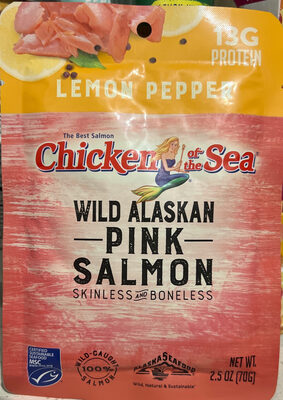 13G
PROTEIN
LEMON PEPPER
The Best Salmon
Chicken of the Sea®
WILD ALASKAN
PINK
SALMON
SKINLESS AND BONELESS
CERTIFIED
SUSTAINABLE
SEAFOOD
MSC
WILD-CAUGHT
100%
SALMON
ALASKA SEAFOOD
Wild, Natural & Sustainable®
NET WT.
2.5 OZ (70G)